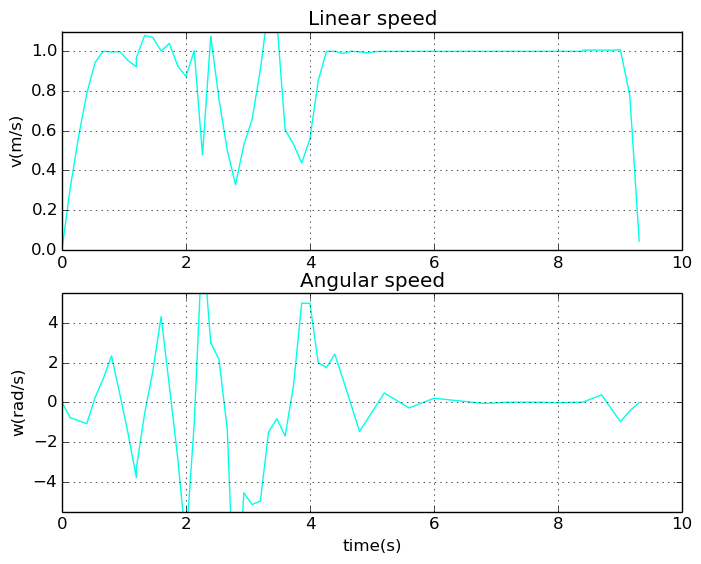 Linear speed
v(m/s)
1.0
0.8
0.6
0.4
0.2
0.0
0 2 4 6 8 10
Angular speed
w(rad/s)
4
2
0
−2
−4
0 2 4 6 8 10
time(s)